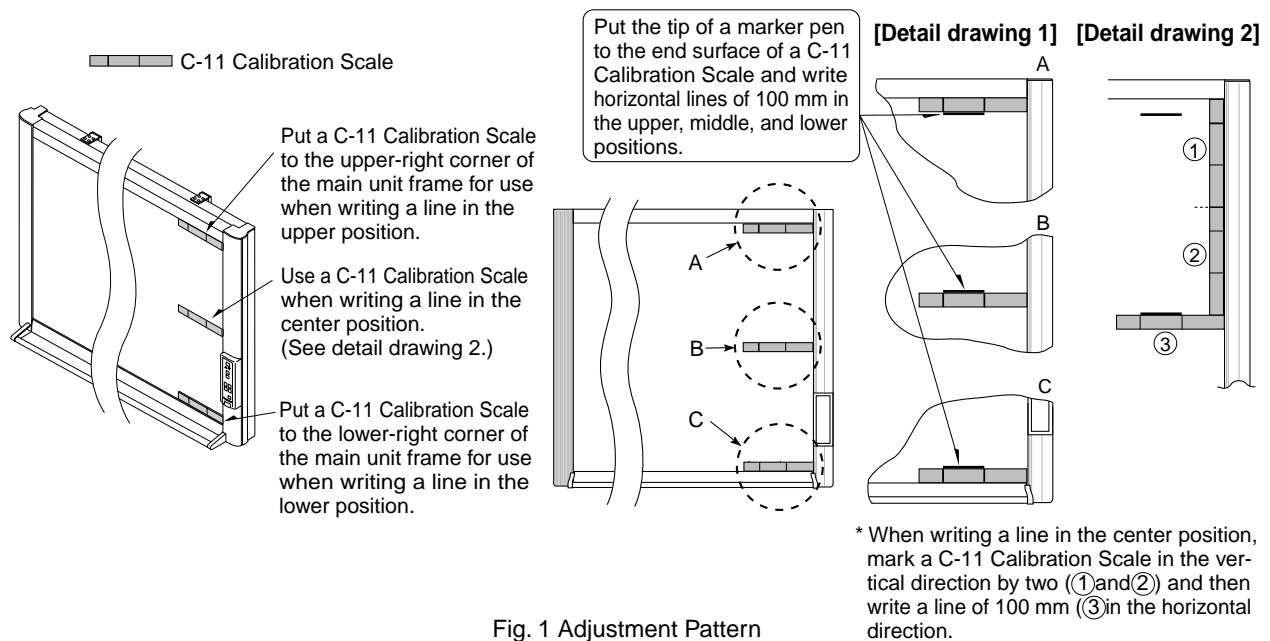 C-11 Calibration Scale
Put a C-11 Calibration Scale
to the upper-right corner of
the main unit frame for use
when writing a line in the
upper position.
Use a C-11 Calibration Scale
when writing a line in the
center position.
(See detail drawing 2.)
Put a C-11 Calibration Scale
to the lower-right corner of
the main unit frame for use
when writing a line in the
lower position.
Put the tip of a marker pen
to the end surface of a C-11
Calibration Scale and write
horizontal lines of 100 mm in
the upper, middle, and lower
positions.
A
B
C
[Detail drawing 1]
A
B
C
[Detail drawing 2]
①
②
③
* When writing a line in the center position,
mark a C-11 Calibration Scale in the ver-
tical direction by two (①and②) and then
write a line of 100 mm (③in the horizontal
direction.
Fig. 1 Adjustment Pattern